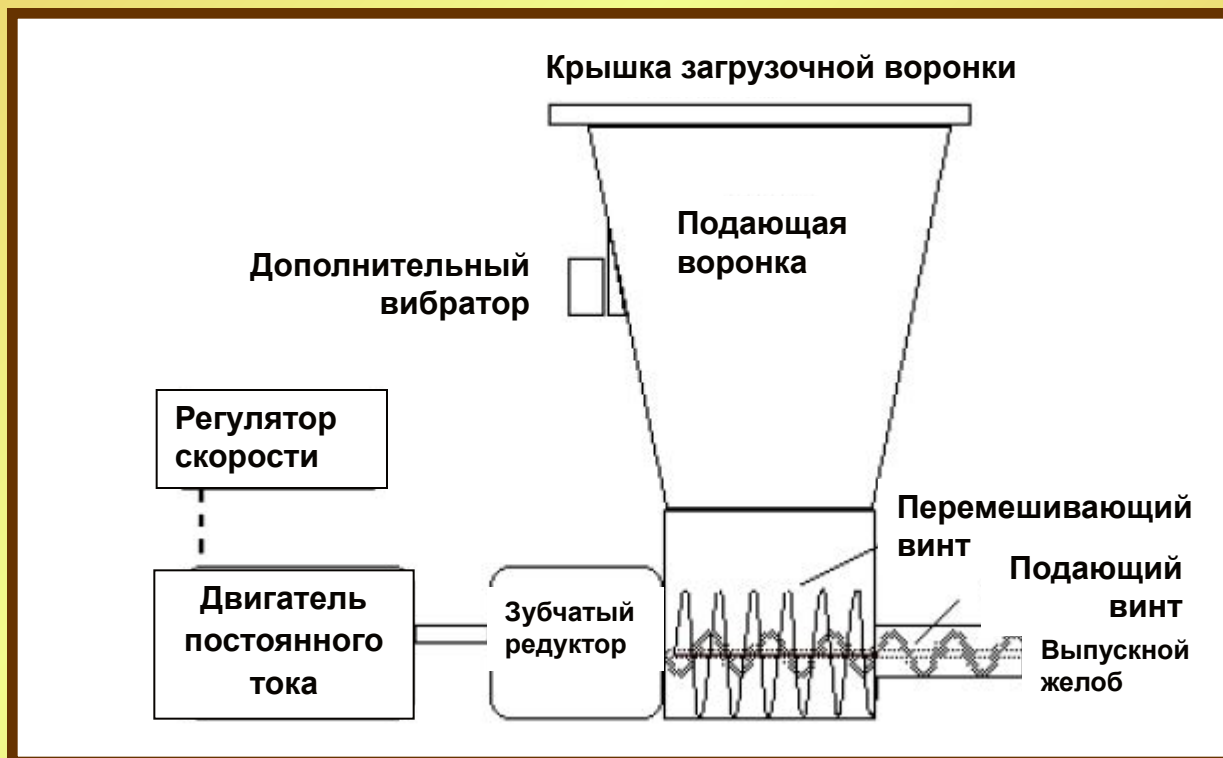 Крышка загрузочной воронки
Подающая
воронка
Дополнительный
вибратор
Регулятор
скорости
Перемешивающий
винт
Подающий
винт
Двигатель
постоянного
тока
Зубчатый
редуктор
Выпускной
желоб